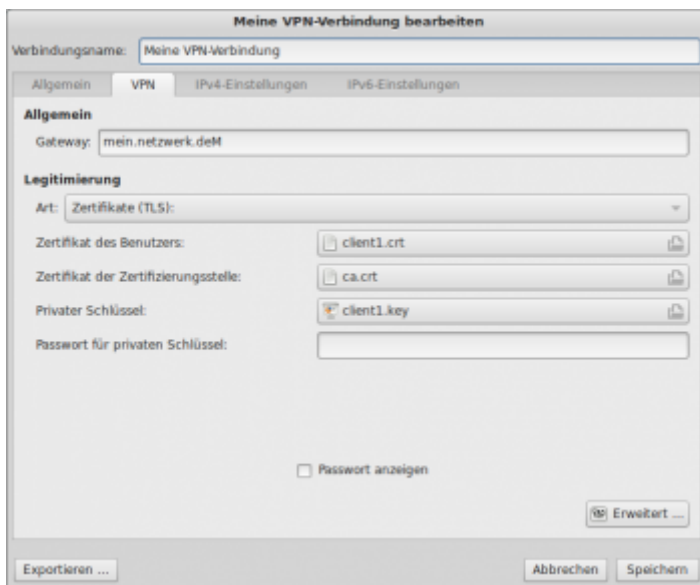 Meine VPN-Verbindung bearbeiten
Verbindungsname: Meine VPN-Verbindung
Allgemein VPN IPv4-Einstellungen IPv6-Einstellungen
Allgemein
Gateway: mein.netzwerk.deM
Legitimierung
Art: Zertifikate (TLS):
Zertifikat des Benutzers: client1.crt
Zertifikat der Zertifizierungsstelle: ca.crt
Privater Schlüssel: client1.key
Passwort für privaten Schlüssel:
Passwort anzeigen
Erweitert ...
Exportieren ... Abbrechen Speichern